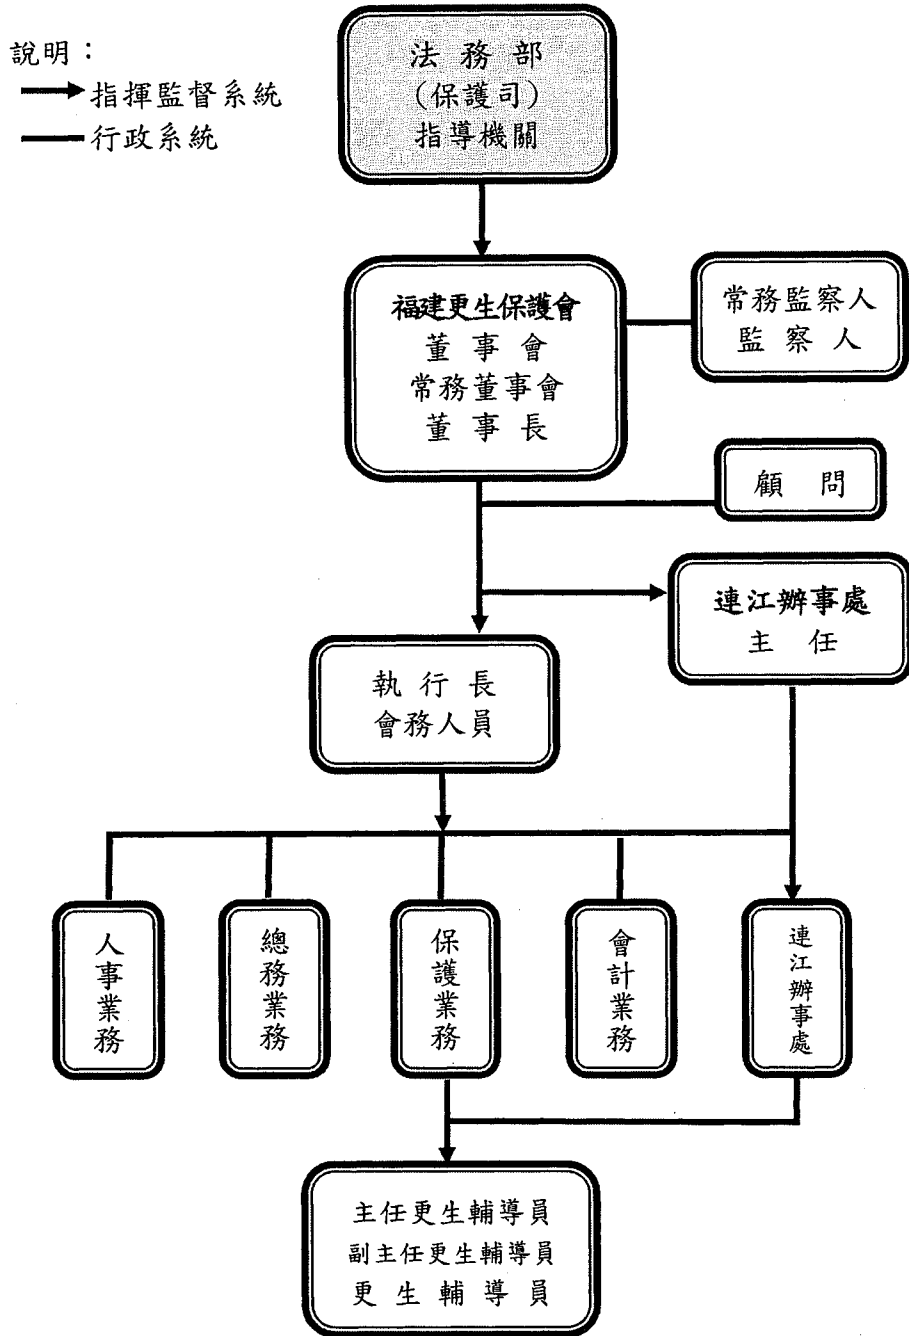 說明：
指揮監督系統
行政系統
法務部
（保護司）
指導機關
福建更生保護會
董事會
常務董事會
董事長
常務監察人
監察人
顧問
連江辦事處
主任
執行長
會務人員
人事業務
總務業務
保護業務
會計業務
連江辦事處
主任更生輔導員
副主任更生輔導員
更生輔導員